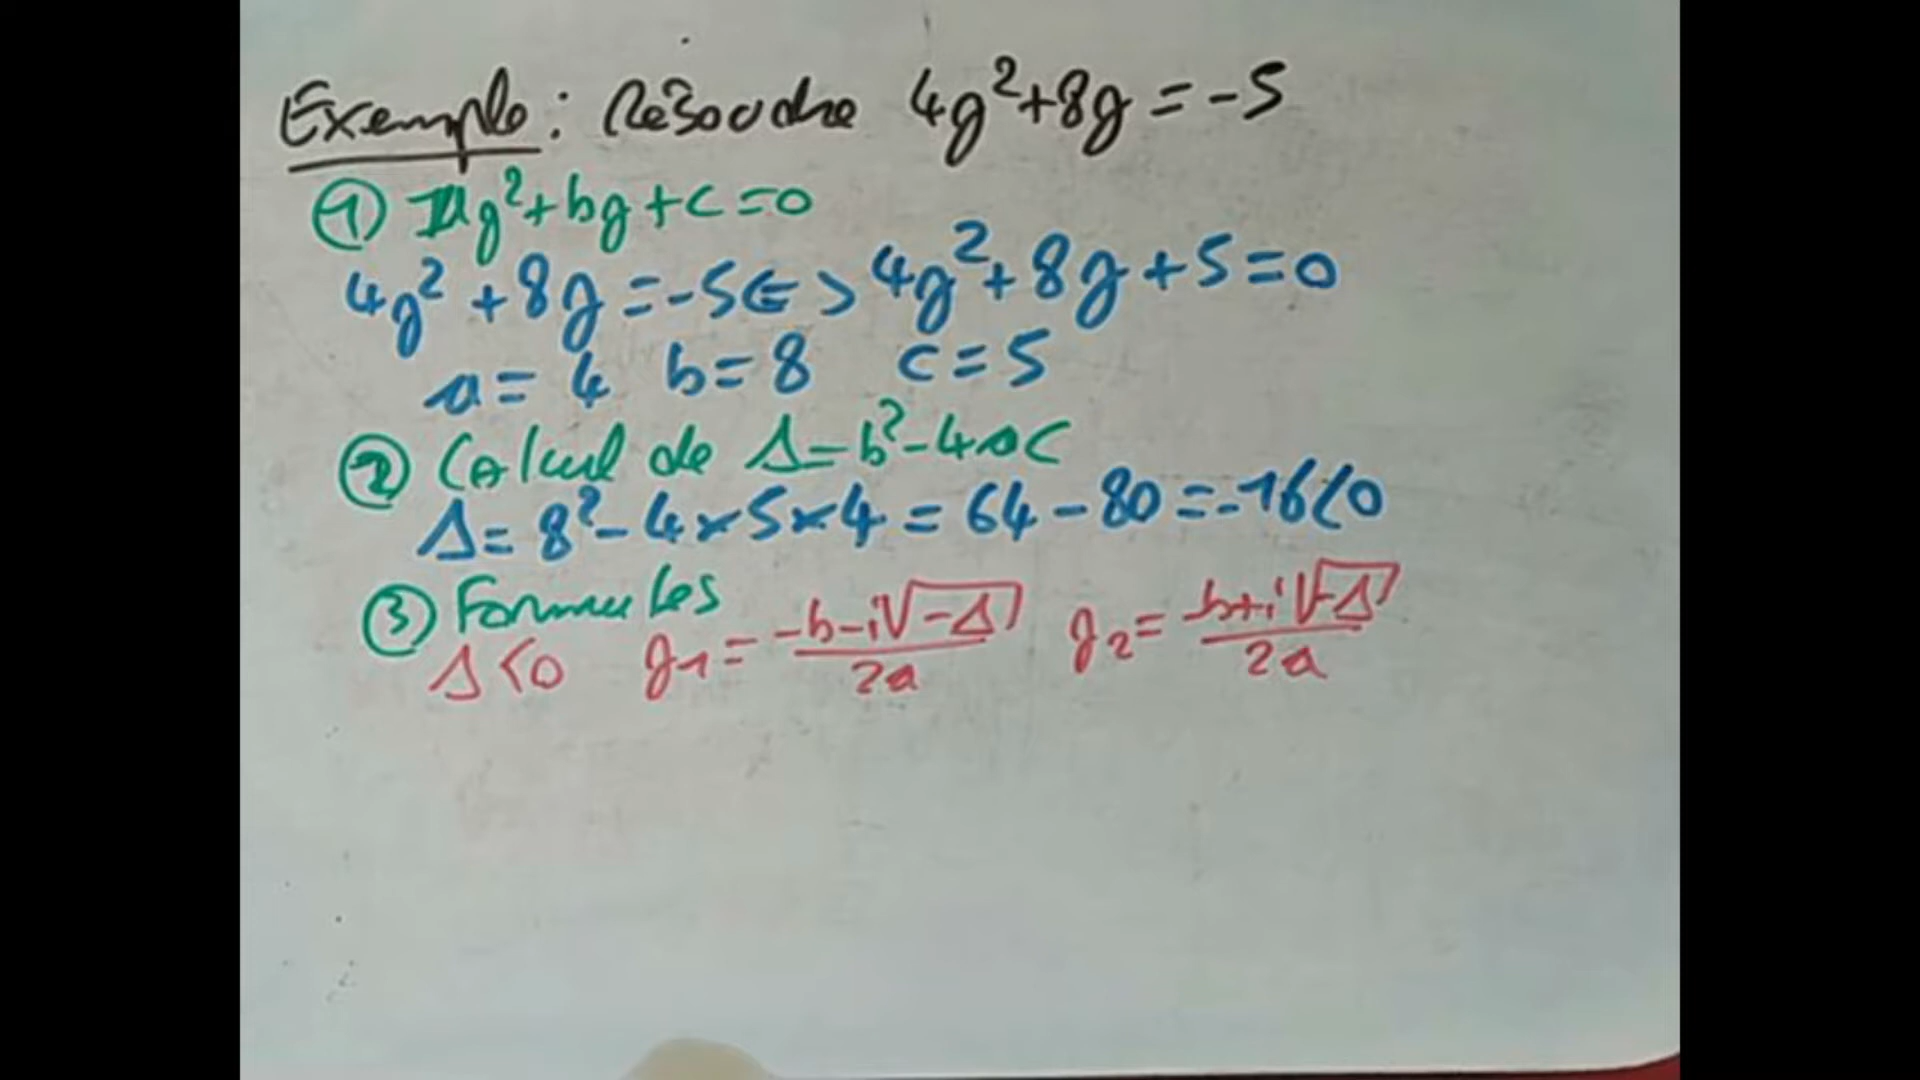 Exemple : Résoudre 4z²+8z=-5
① az²+bz+c=0
4z²+8z=-5<=>4z²+8z+5=0
a=4 b=8 c=5
② Calcul de Δ=b²-4ac
Δ=8²-4×5×4=64-80=-16<0
③ Formules
Δ<0 z₁=(-b-i√(-Δ))/2a z₂=(-b+i√(-Δ))/2a